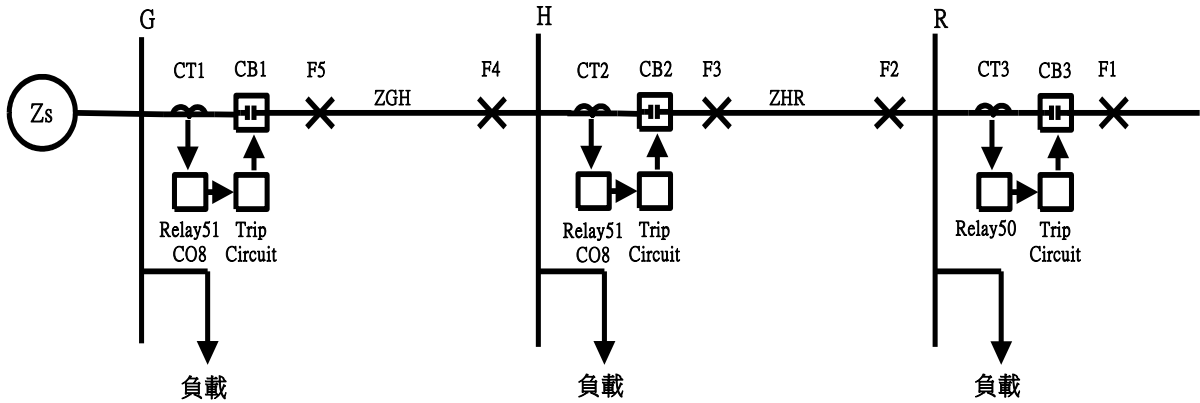 G
H
R
CT1
CB1
F5
F4
CT2
CB2
F3
F2
CT3
CB3
F1
Zs
ZGH
ZHR
Relay51
CO8
Trip
Circuit
Relay51
CO8
Trip
Circuit
Relay50
Trip
Circuit
負載
負載
負載